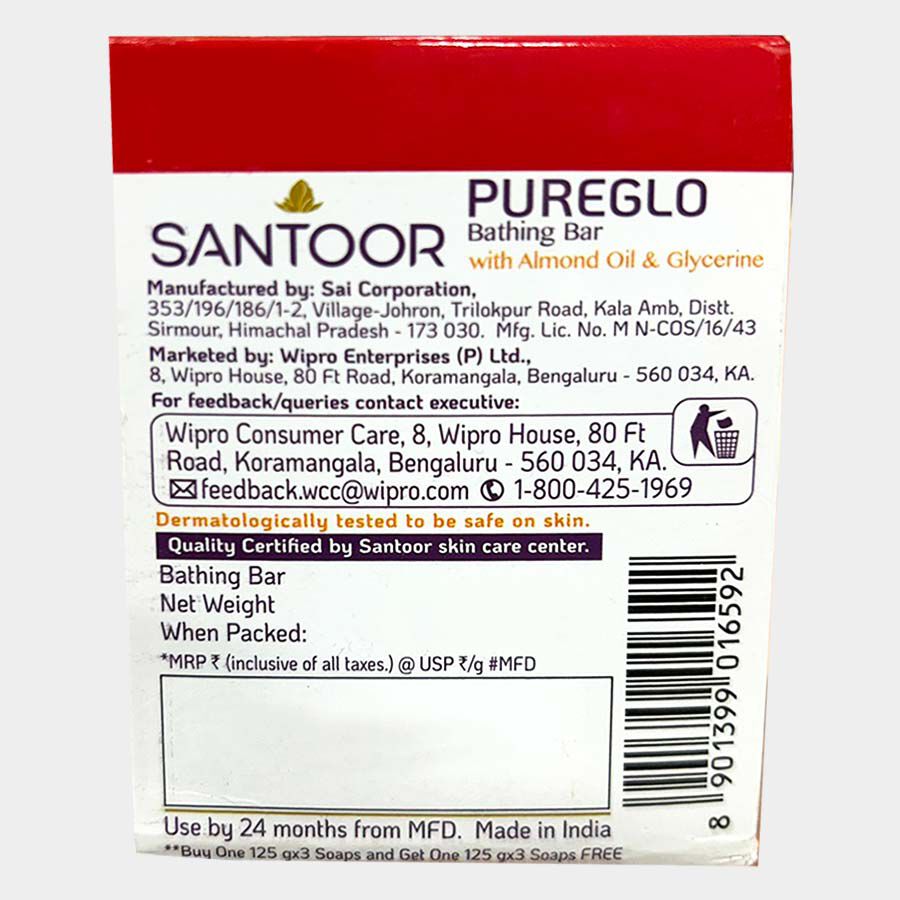 SANTOOR
PUREGLO
Bathing Bar
with Almond Oil & Glycerine
Manufactured by: Sai Corporation,
353/196/186/1-2, Village-Johron, Trilokpur Road, Kala Amb, Distt.
Sirmour, Himachal Pradesh - 173 030. Mfg. Lic. No. M N-COS/16/43
Marketed by: Wipro Enterprises (P) Ltd.,
8, Wipro House, 80 Ft Road, Koramangala, Bengaluru - 560 034, KA.
For feedback/queries contact executive:
Wipro Consumer Care, 8, Wipro House, 80 Ft
Road, Koramangala, Bengaluru - 560 034, KA.
feedback.wcc@wipro.com 1-800-425-1969
Dermatologically tested to be safe on skin.
Quality Certified by Santoor skin care center.
Bathing Bar
Net Weight
When Packed:
*MRP ₹ (inclusive of all taxes.) @ USP ₹/g #MFD
8 901399 016592
Use by 24 months from MFD. Made in India
**Buy One 125 gx3 Soaps and Get One 125 gx3 Soaps FREE